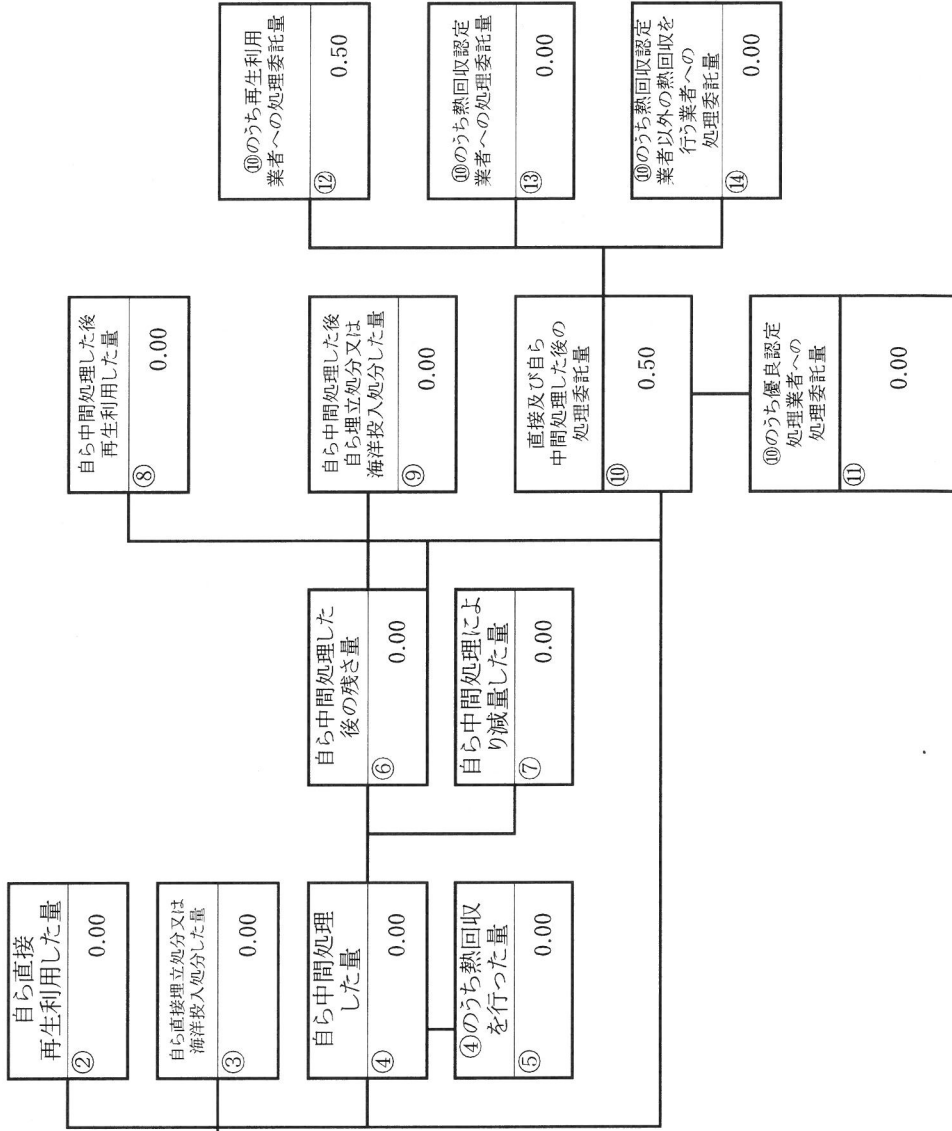 自ら直接
再生利用した量
②
0.00
自ら直接埋立処分又は
海洋投入処分した量
③
0.00
自ら中間処理
した量
④
0.00
④のうち熱回収
を行った量
⑤
0.00
自ら中間処理した
後の残さ量
⑥
0.00
自ら中間処理によ
り減量した量
⑦
0.00
自ら中間処理した後
再生利用した量
⑧
0.00
自ら中間処理した後
自ら埋立処分又は
海洋投入処分した量
⑨
0.00
直接及び自ら
中間処理した後の
処理委託量
⑩
0.50
⑩のうち優良認定
処理業者への
処理委託量
⑪
0.00
⑩のうち再生利用
業者への処理委託量
⑫
0.50
⑩のうち熱回収認定
業者への処理委託量
⑬
0.00
⑩のうち熱回収認定
業者以外の熱回収を
行う業者への
処理委託量
⑭
0.00